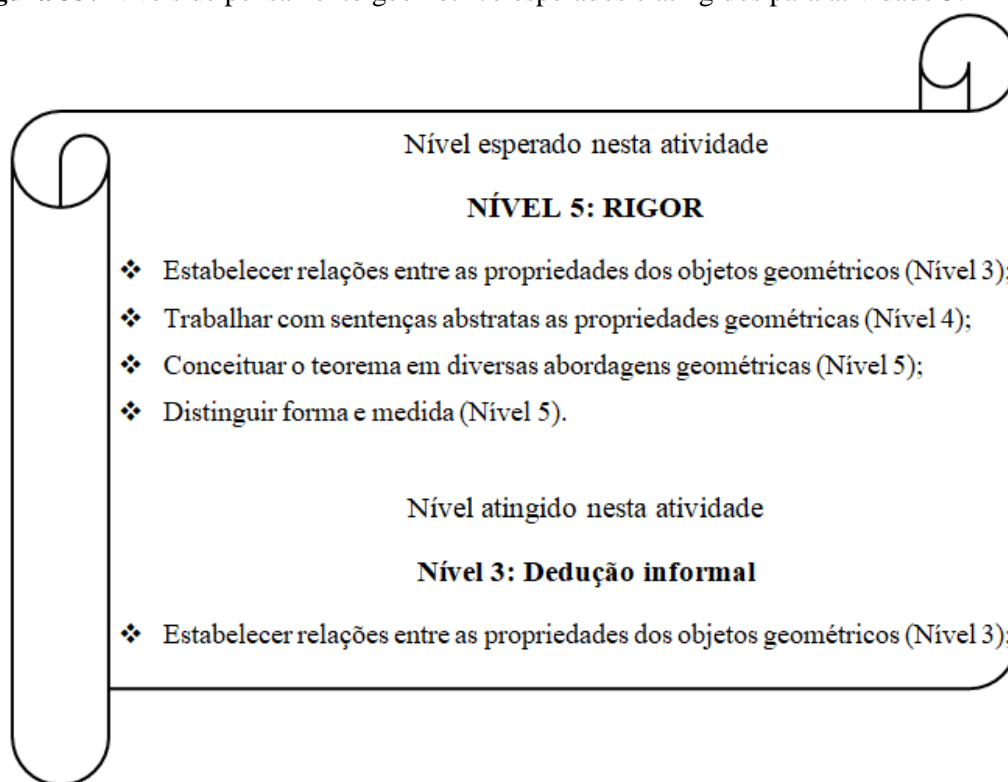 Nível esperado nesta atividade
NÍVEL 5: RIGOR
❖ Estabelecer relações entre as propriedades dos objetos geométricos (Nível 3);
❖ Trabalhar com sentenças abstratas as propriedades geométricas (Nível 4);
❖ Conceituar o teorema em diversas abordagens geométricas (Nível 5);
❖ Distinguir forma e medida (Nível 5).
Nível atingido nesta atividade
Nível 3: Dedução informal
❖ Estabelecer relações entre as propriedades dos objetos geométricos (Nível 3);